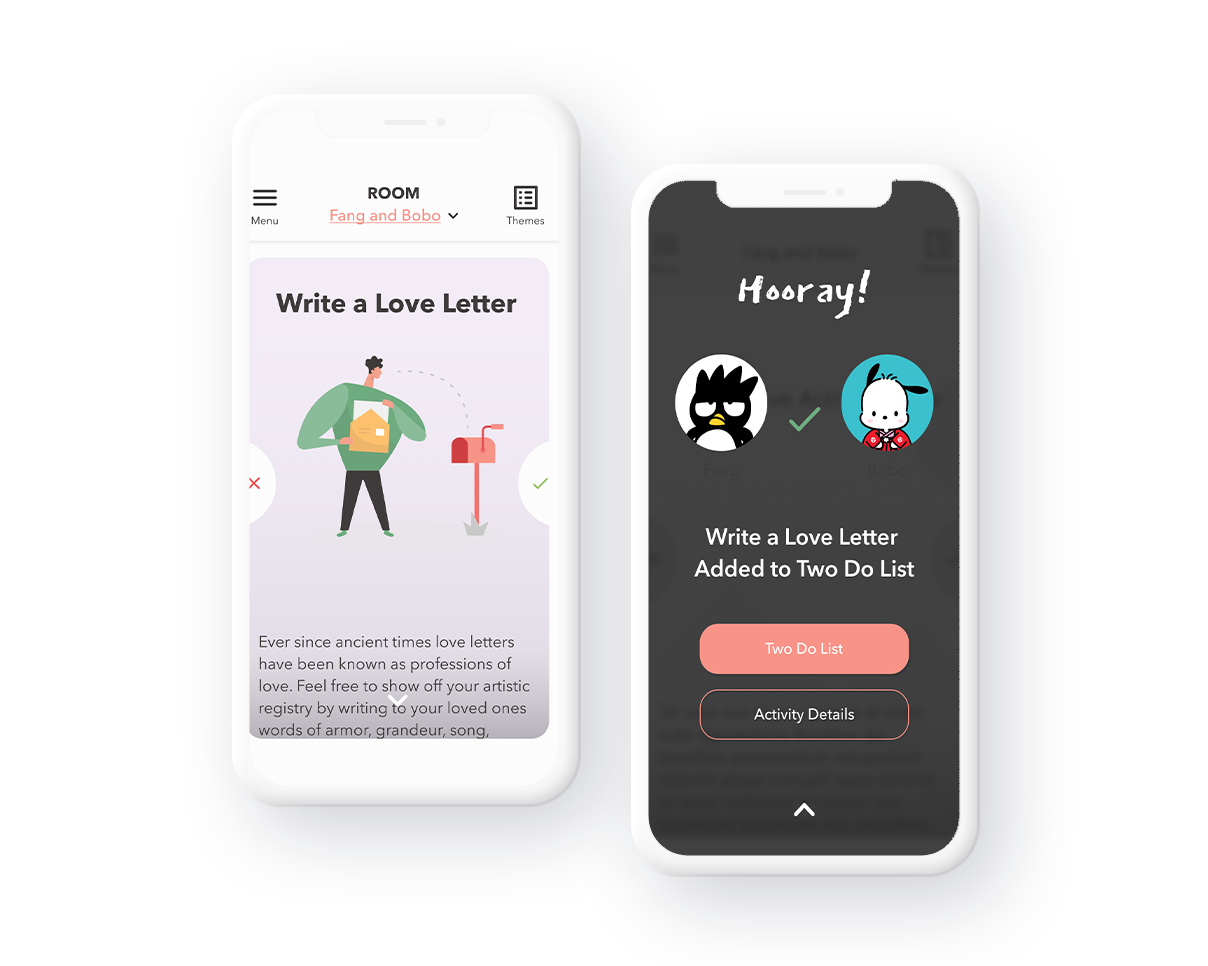 ROOM
Fang and Bobo
Menu
Themes
Write a Love Letter
Ever since ancient times love letters
have been known as professions of
love. Feel free to show off your artistic
registry by writing to your loved ones
words of armor, grandeur, song,
Fang and Bobo
Hooray!
Fang
Bobo
Write a Love Letter
Added to Two Do List
Two Do List
Activity Details